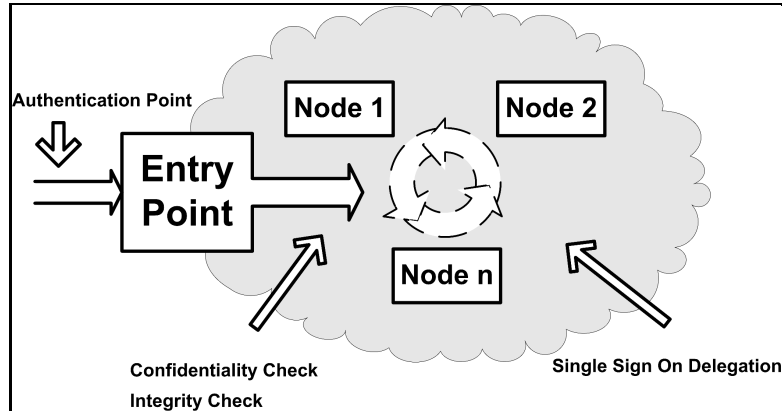 Authentication Point
Entry
Point
Node 1
Node 2
Node n
Confidentiality Check
Integrity Check
Single Sign On Delegation